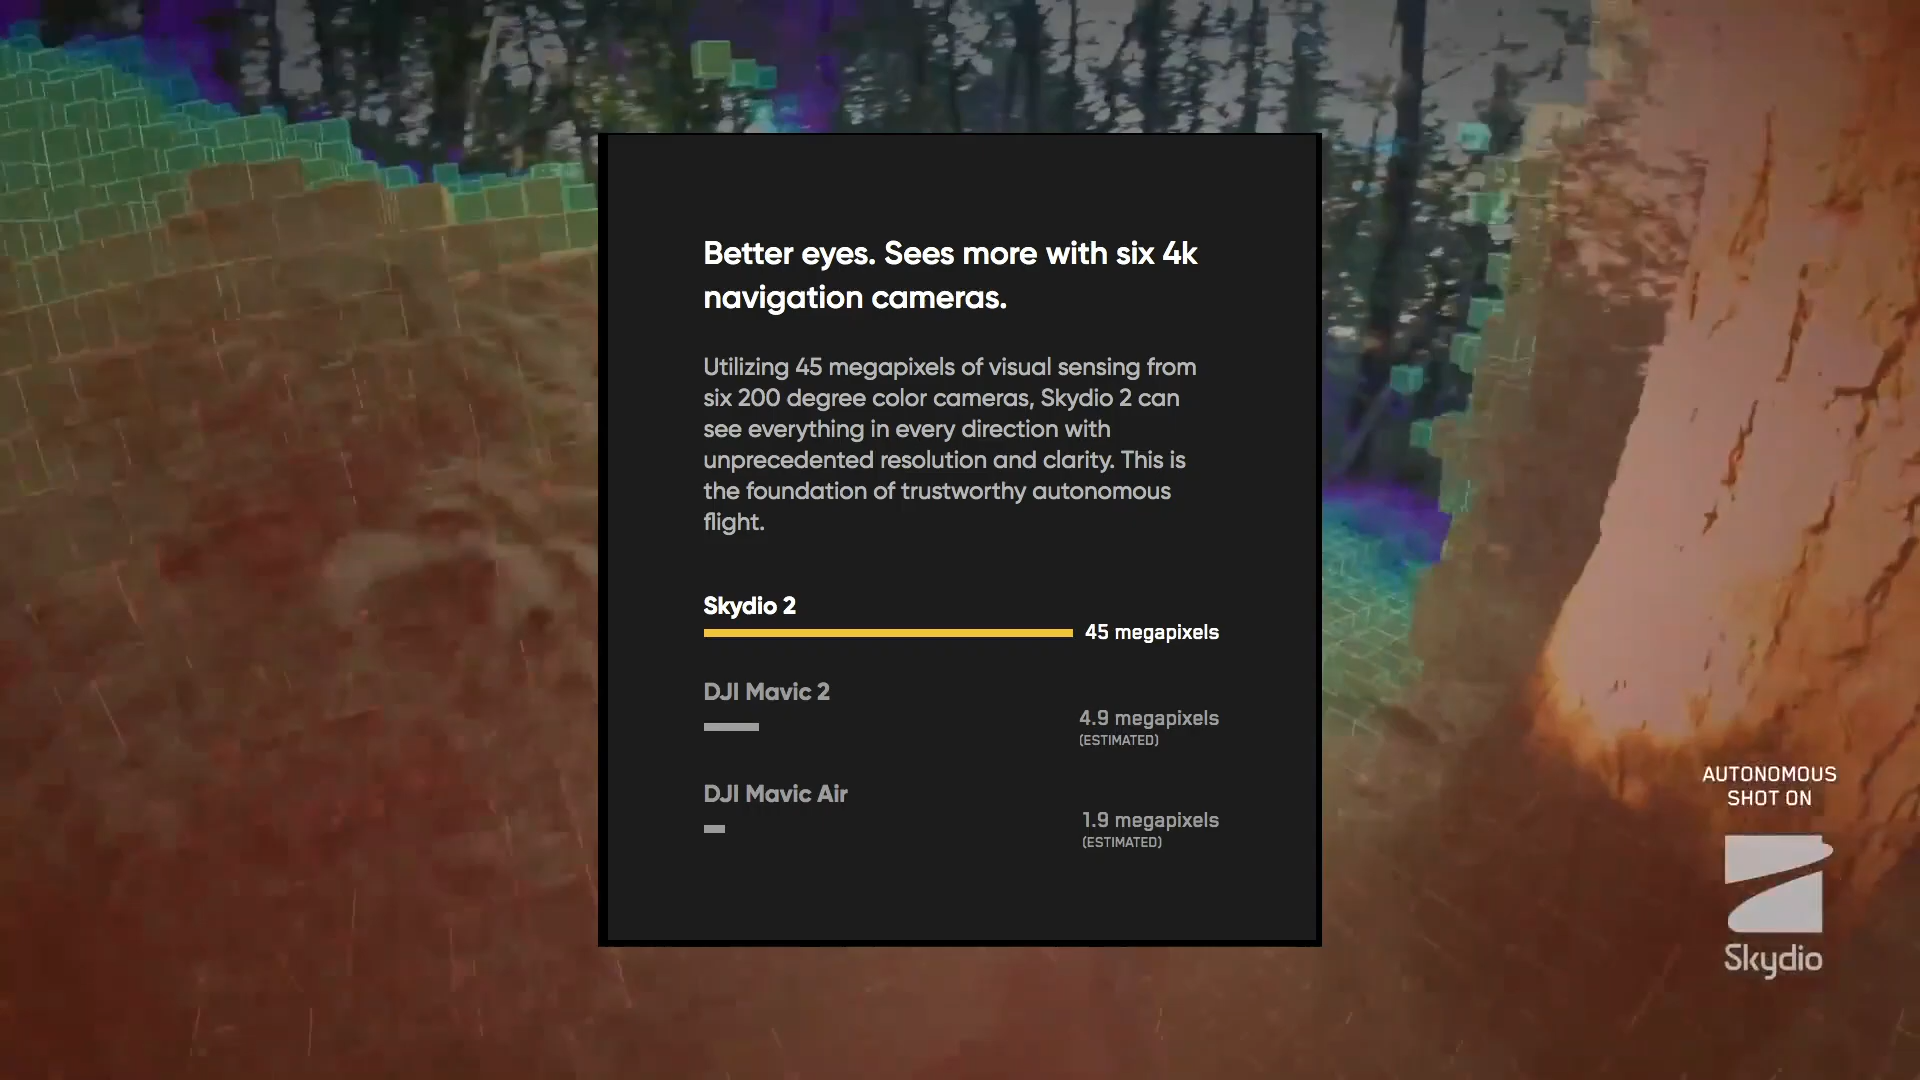 Better eyes. Sees more with six 4k
navigation cameras.
Utilizing 45 megapixels of visual sensing from
six 200 degree color cameras, Skydio 2 can
see everything in every direction with
unprecedented resolution and clarity. This is
the foundation of trustworthy autonomous
flight.
Skydio 2
45 megapixels
DJI Mavic 2
4.9 megapixels
(ESTIMATED)
DJI Mavic Air
1.9 megapixels
(ESTIMATED)
AUTONOMOUS
SHOT ON
Skydio